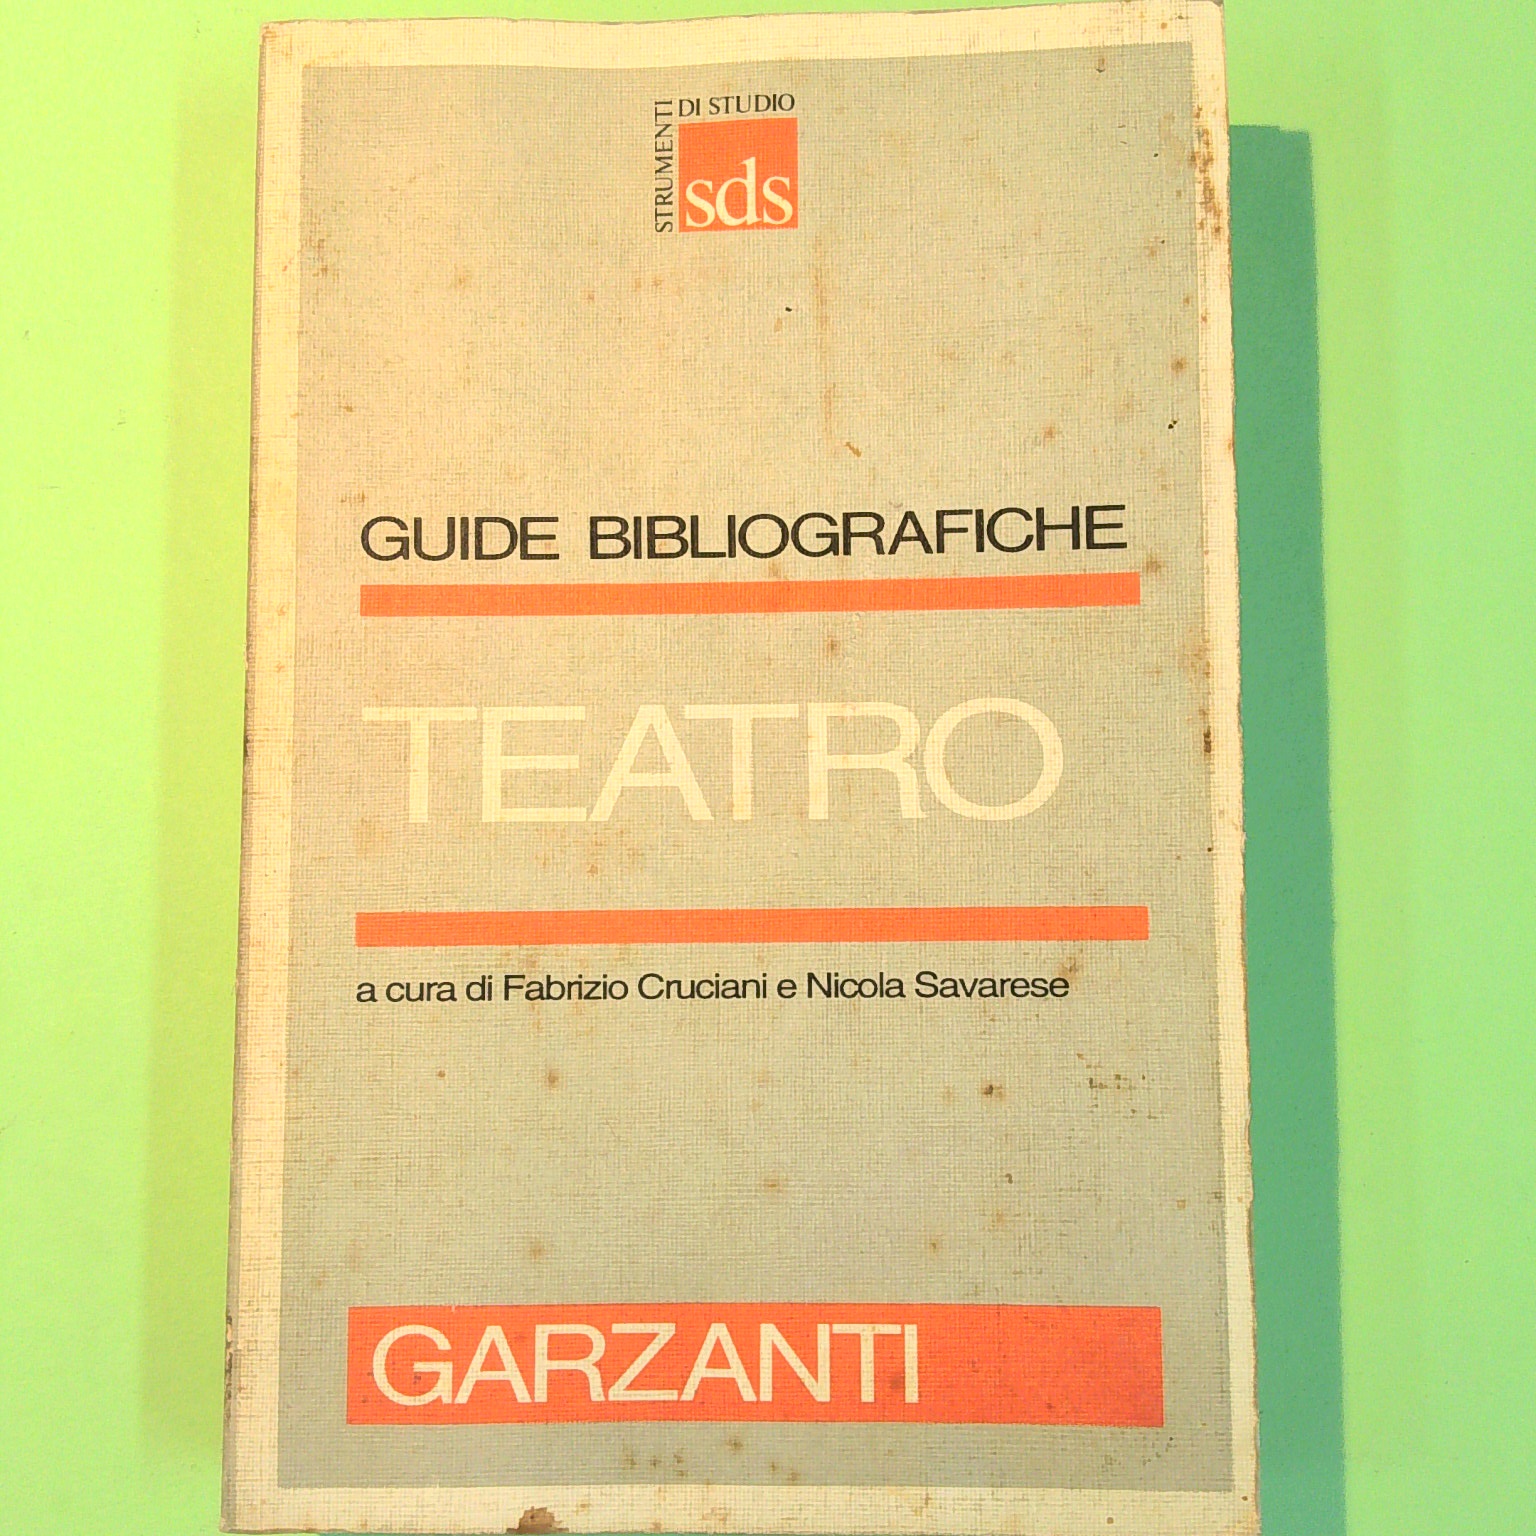 STRUMENTI
DI STUDIO
sds
GUIDE BIBLIOGRAFICHE
TEATRO
a cura di Fabrizio Cruciani e Nicola Savarese
GARZANTI